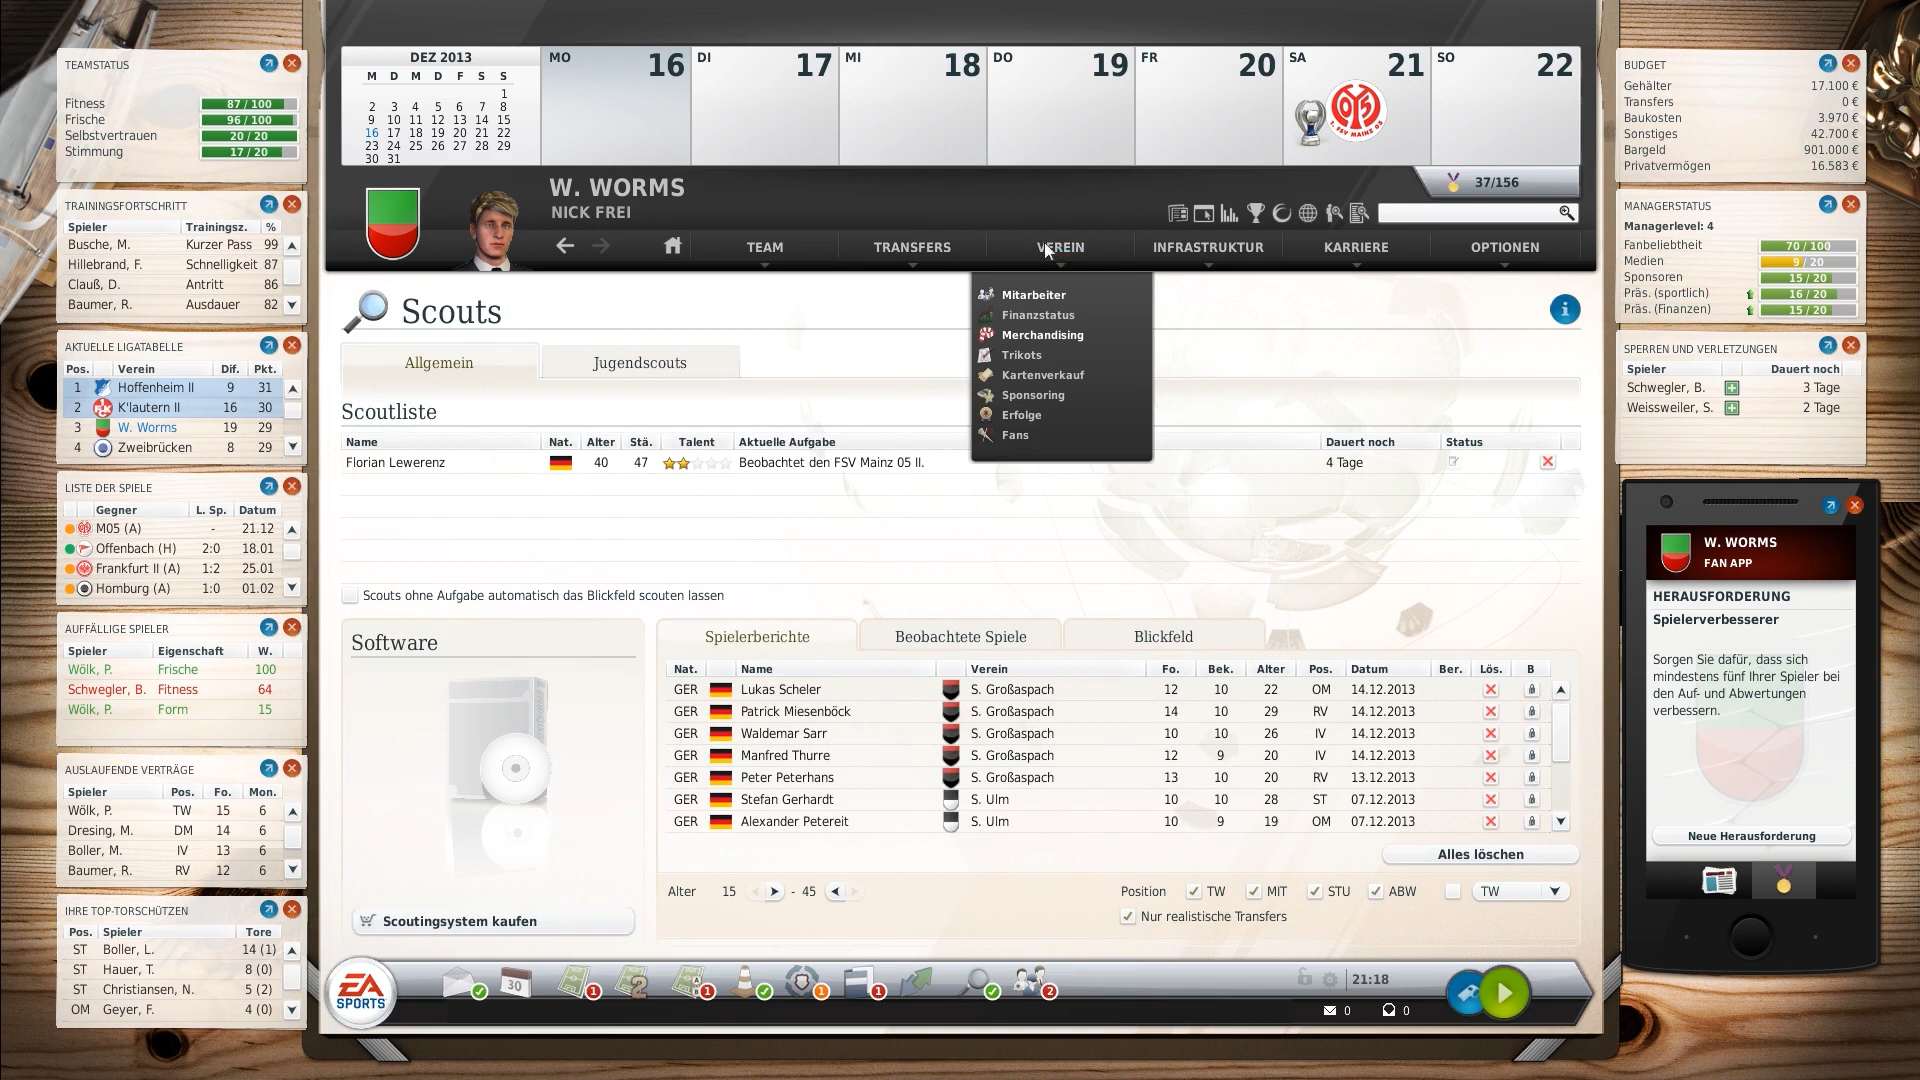 TEAMSTATUS
Fitness 87 / 100
Frische 96 / 100
Selbstvertrauen 20 / 20
Stimmung 17 / 20
TRAININGSFORTSCHRITT
Spieler Trainingsz. %
Busche, M. Kurzer Pass 99
Hillebrand, F. Schnelligkeit 87
Clauß, D. Antritt 86
Baumer, R. Ausdauer 82
AKTUELLE LIGATABELLE
Pos. Verein Dif. Pkt.
1 Hoffenheim II 9 31
2 K'lautern II 16 30
3 W. Worms 19 29
4 Zweibrücken 8 29
LISTE DER SPIELE
Gegner L. Sp. Datum
M05 (A) - 21.12
Offenbach (H) 2:0 18.01
Frankfurt II (A) 1:2 25.01
Homburg (A) 1:0 01.02
AUFFÄLLIGE SPIELER
Spieler Eigenschaft W.
Wölk, P. Frische 100
Schwegler, B. Fitness 64
Wölk, P. Form 15
AUSLAUFENDE VERTRÄGE
Spieler Pos. Fo. Mon.
Wölk, P. TW 15 6
Dresing, M. DM 14 6
Boller, M. IV 13 6
Baumer, R. RV 12 6
IHRE TOP-TORSCHÜTZEN
Pos. Spieler Tore
ST Boller, L. 14 (1)
ST Hauer, T. 8 (0)
ST Christiansen, N. 5 (2)
OM Geyer, F. 4 (0)
DEZ 2013
M D M D F S S
1
2 3 4 5 6 7 8
9 10 11 12 13 14 15
16 17 18 19 20 21 22
23 24 25 26 27 28 29
30 31
MO 16 DI 17 MI 18 DO 19 FR 20 SA 21 SO 22
1. FSV MAINZ 05
W. WORMS
NICK FREI
37/156
TEAM TRANSFERS VEREIN INFRASTRUKTUR KARRIERE OPTIONEN
Mitarbeiter
Finanzstatus
Merchandising
Trikots
Kartenverkauf
Sponsoring
Erfolge
Fans
Scouts
Allgemein Jugendscouts
Scoutliste
Name Nat. Alter Stä. Talent Aktuelle Aufgabe Dauert noch Status
Florian Lewerenz 40 47 Beobachtet den FSV Mainz 05 II. 4 Tage
Scouts ohne Aufgabe automatisch das Blickfeld scouten lassen
Software
Scoutingsystem kaufen
Spielerberichte Beobachtete Spiele Blickfeld
Nat. Name Verein Fo. Bek. Alter Pos. Datum Ber. Lös. B
GER Lukas Scheler S. Großaspach 12 10 22 OM 14.12.2013
GER Patrick Miesenböck S. Großaspach 14 10 29 RV 14.12.2013
GER Waldemar Sarr S. Großaspach 10 10 26 IV 14.12.2013
GER Manfred Thurre S. Großaspach 12 9 20 IV 14.12.2013
GER Peter Peterhans S. Großaspach 13 10 20 RV 13.12.2013
GER Stefan Gerhardt S. Ulm 10 10 28 ST 07.12.2013
GER Alexander Petereit S. Ulm 10 9 19 OM 07.12.2013
Alles löschen
Alter 15 - 45 Position TW MIT STU ABW TW
Nur realistische Transfers
EA SPORTS
30 1 2 1 1 1 2
21:18
0 0
BUDGET
Gehälter 17.100 €
Transfers 0 €
Baukosten 3.970 €
Sonstiges 42.700 €
Bargeld 901.000 €
Privatvermögen 16.583 €
MANAGERSTATUS
Managerlevel: 4
Fanbeliebtheit 70 / 100
Medien 9 / 20
Sponsoren 15 / 20
Präs. (sportlich) 16 / 20
Präs. (Finanzen) 15 / 20
SPERREN UND VERLETZUNGEN
Spieler Dauert noch
Schwegler, B. 3 Tage
Weissweiler, S. 2 Tage
W. WORMS
FAN APP
HERAUSFORDERUNG
Spielerverbesserer
Sorgen Sie dafür, dass sich
mindestens fünf Ihrer Spieler bei
den Auf- und Abwertungen
verbessern.
Neue Herausforderung